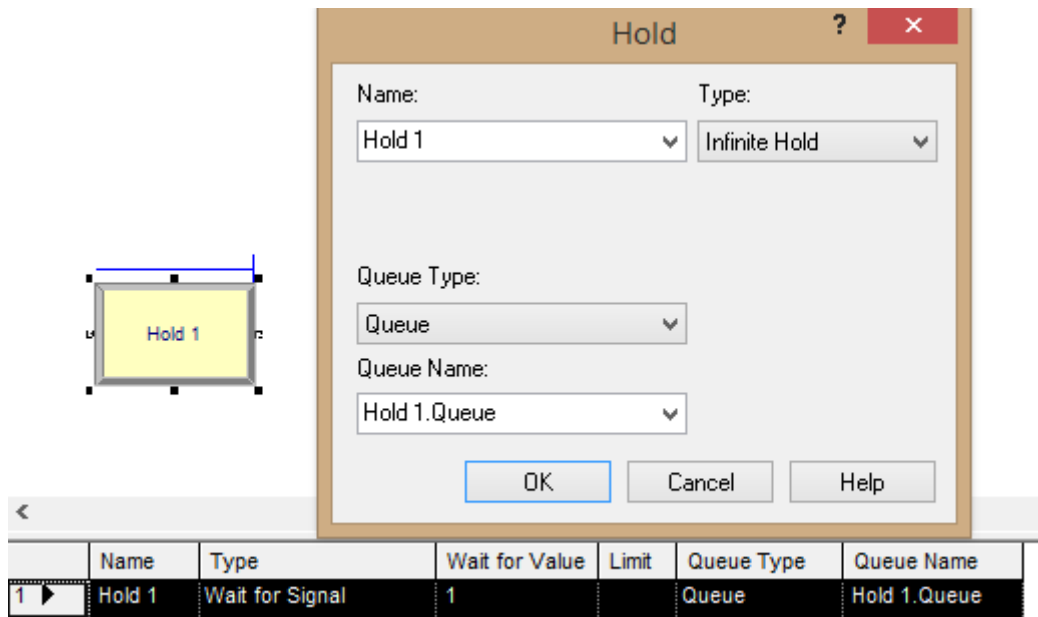 Hold ? ×
Name: Type:
Hold 1 Infinite Hold
Hold 1
Queue Type:
Queue
Queue Name:
Hold 1.Queue
OK Cancel Help
Name Type Wait for Value Limit Queue Type Queue Name
1 Hold 1 Wait for Signal 1 Queue Hold 1.Queue